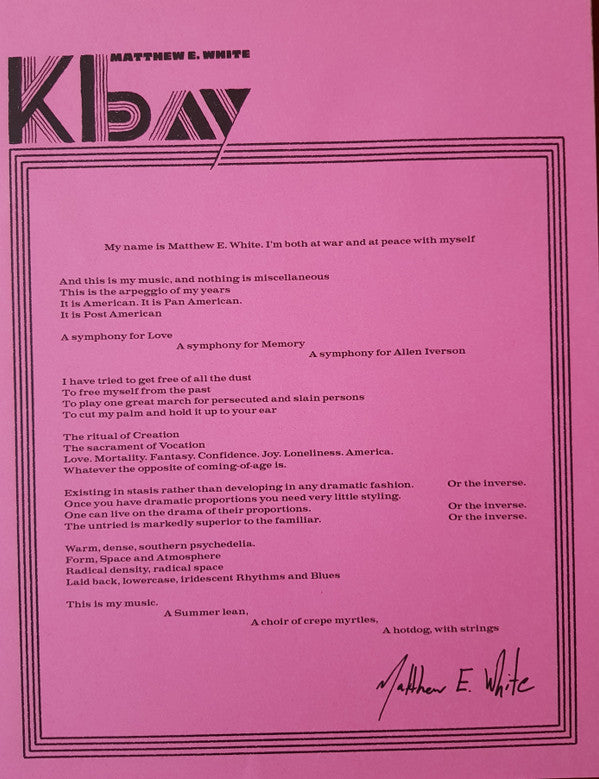 MATTHEW E. WHITE
Kbay
My name is Matthew E. White. I'm both at war and at peace with myself
And this is my music, and nothing is miscellaneous
This is the arpeggio of my years
It is American. It is Pan American.
It is Post American
A symphony for Love
A symphony for Memory
A symphony for Allen Iverson
I have tried to get free of all the dust
To free myself from the past
To play one great march for persecuted and slain persons
To cut my palm and hold it up to your ear
The ritual of Creation
The sacrament of Vocation
Love. Mortality. Fantasy. Confidence. Joy. Loneliness. America.
Whatever the opposite of coming-of-age is.
Existing in stasis rather than developing in any dramatic fashion. Or the inverse.
Once you have dramatic proportions you need very little styling.
One can live on the drama of their proportions. Or the inverse.
The untried is markedly superior to the familiar. Or the inverse.
Warm, dense, southern psychedelia.
Form, Space and Atmosphere
Radical density, radical space
Laid back, lowercase, iridescent Rhythms and Blues
This is my music.
A Summer lean,
A choir of crepe myrtles,
A hotdog, with strings
Matthew E. White